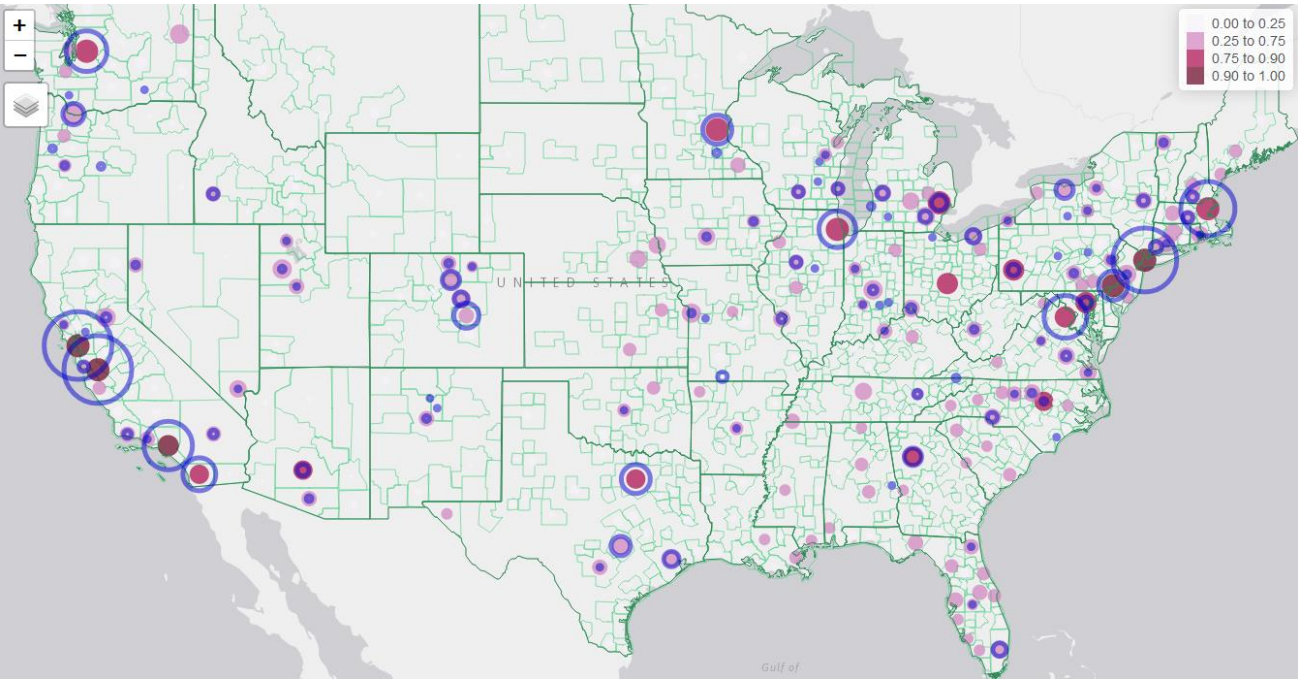 +
−
0.00 to 0.25
0.25 to 0.75
0.75 to 0.90
0.90 to 1.00
UNITED STATES
Gulf of